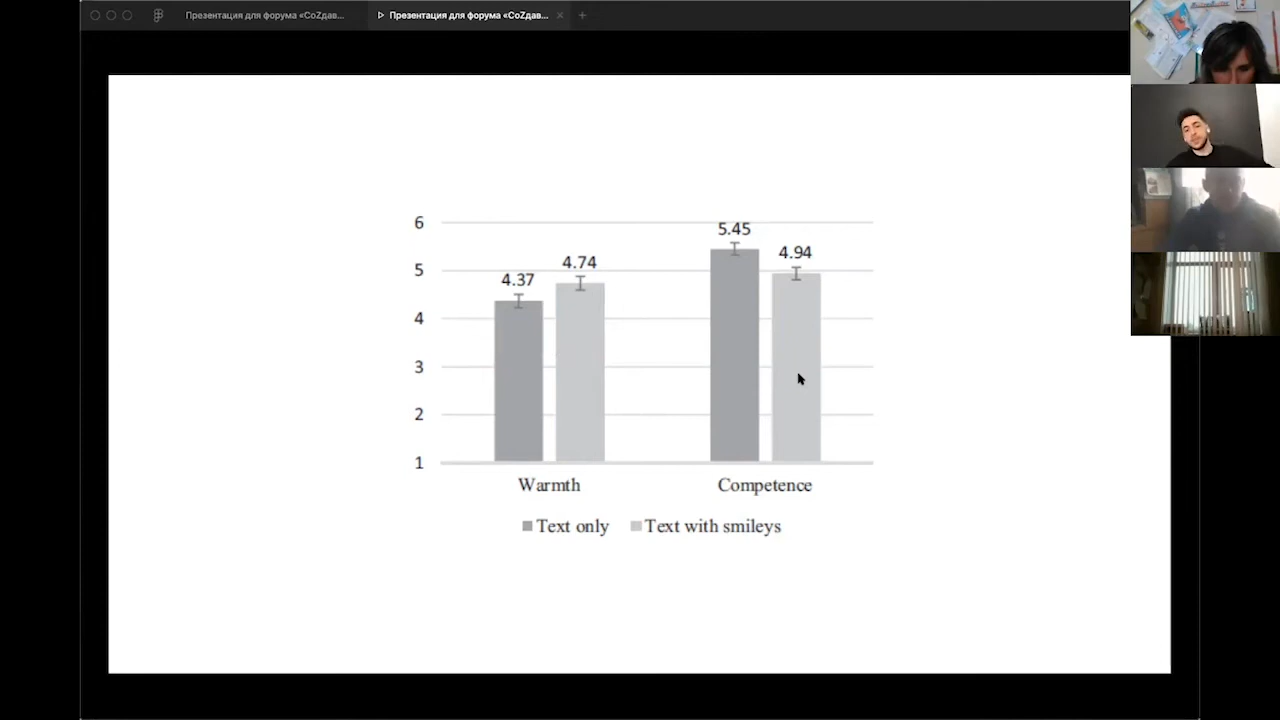 Презентация для форума «CoZдав...
Презентация для форума «CoZдав...
6
5
4
3
2
1
4.37
4.74
5.45
4.94
Warmth
Competence
Text only
Text with smileys